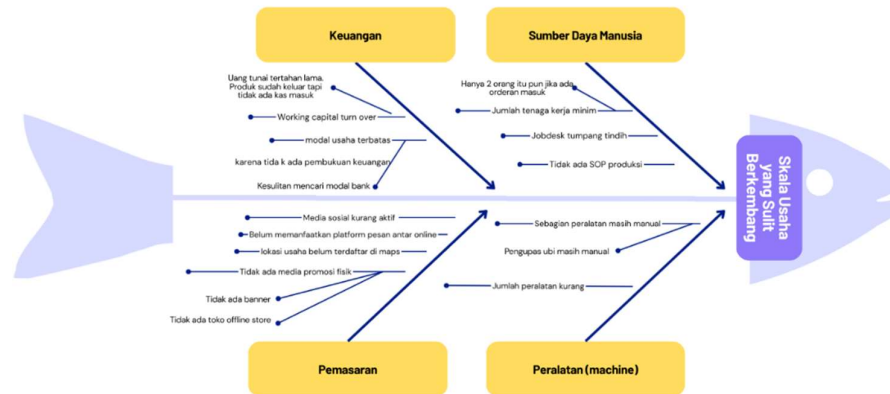 Keuangan
Sumber Daya Manusia
Uang tunai tertahan lama.
Produk sudah keluar tapi
tidak ada kas masuk
Working capital turn over
modal usaha terbatas
karena tida k ada pembukuan keuangan
Kesulitan mencari modal bank
Hanya 2 orang itu pun jika ada
orderan masuk
Jumlah tenaga kerja minim
Jobdesk tumpang tindih
Tidak ada SOP produksi
Skala Usaha
yang Sulit
Berkembang
Media sosial kurang aktif
Belum memanfaatkan platform pesan antar online
lokasi usaha belum terdaftar di maps
Tidak ada media promosi fisik
Tidak ada banner
Tidak ada toko offline store
Sebagian peralatan masih manual
Pengupas ubi masih manual
Jumlah peralatan kurang
Pemasaran
Peralatan (machine)